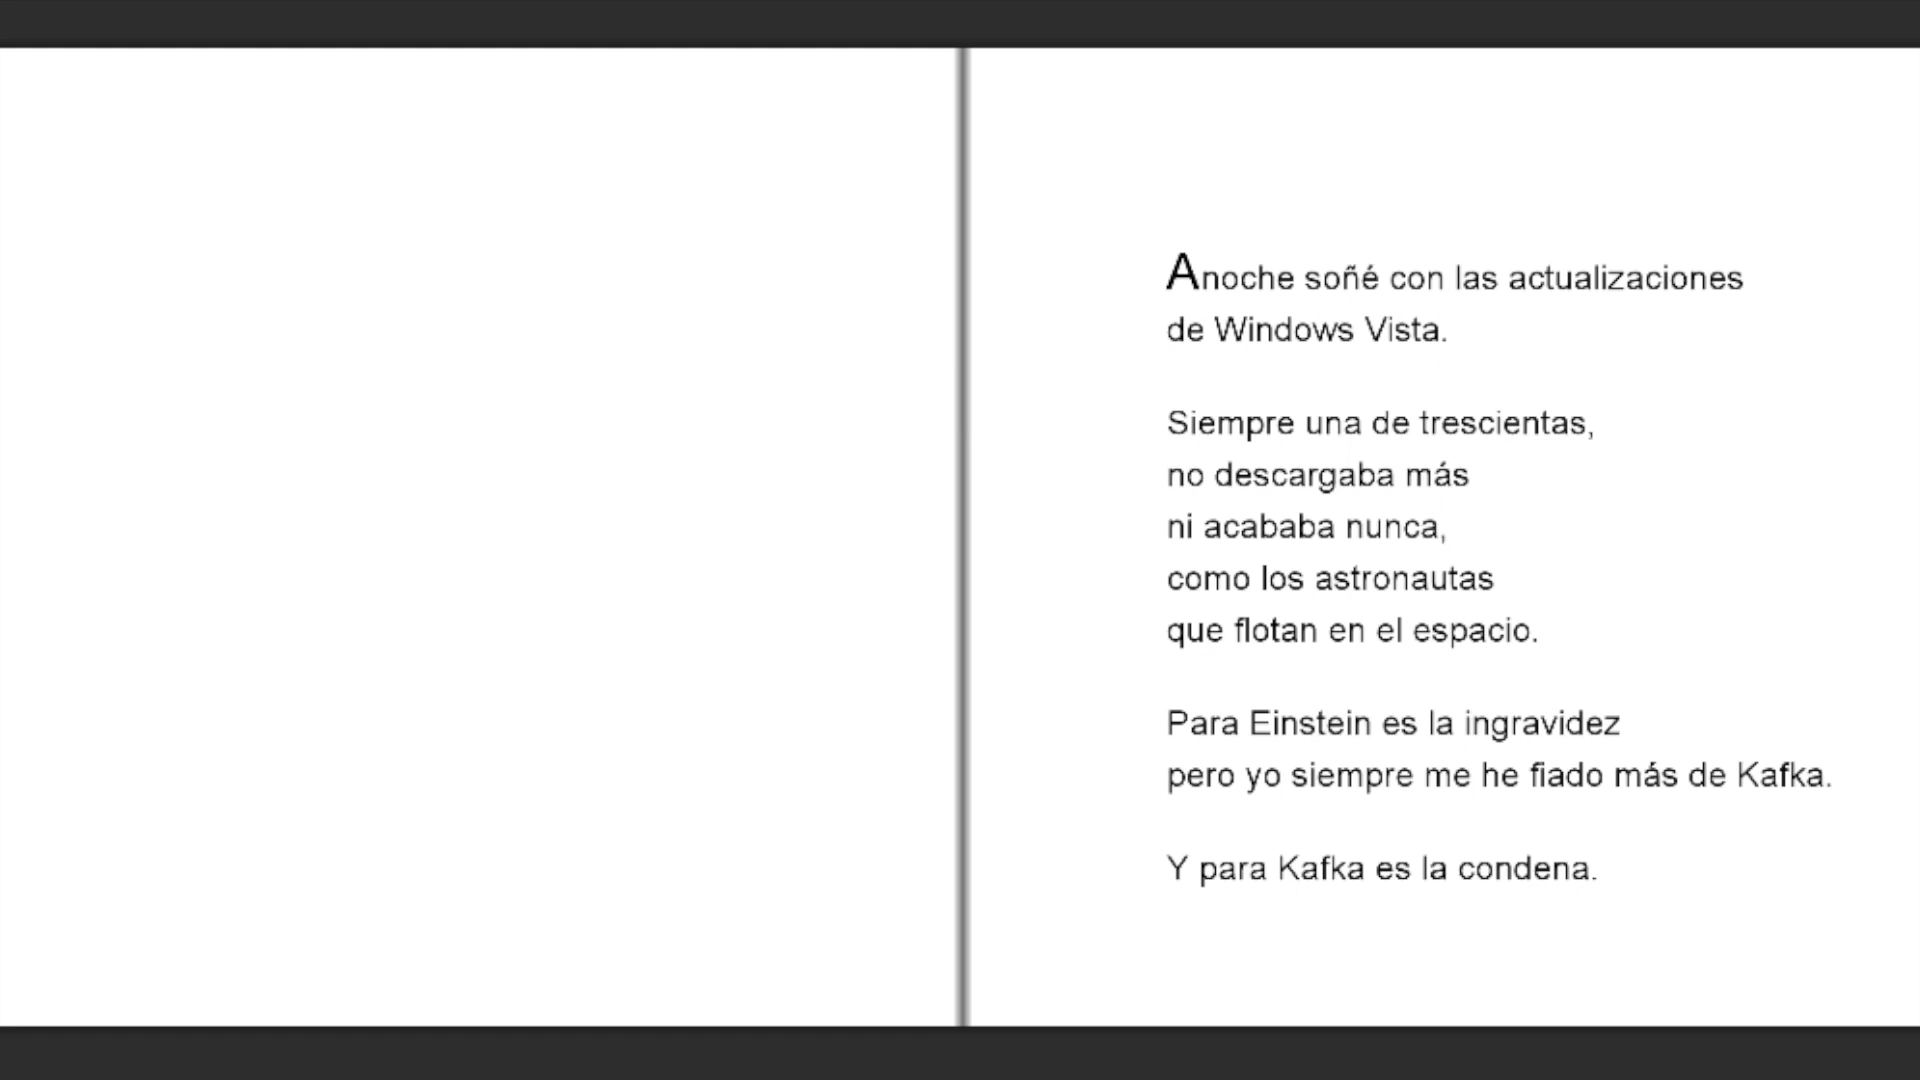 Anoche soñé con las actualizaciones
de Windows Vista.
Siempre una de trescientas,
no descargaba más
ni acababa nunca,
como los astronautas
que flotan en el espacio.
Para Einstein es la ingravidez
pero yo siempre me he fiado más de Kafka.
Y para Kafka es la condena.